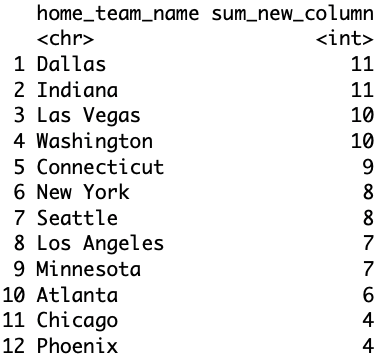 home_team_name sum_new_column
<chr> <int>
1 Dallas 11
2 Indiana 11
3 Las Vegas 10
4 Washington 10
5 Connecticut 9
6 New York 8
7 Seattle 8
8 Los Angeles 7
9 Minnesota 7
10 Atlanta 6
11 Chicago 4
12 Phoenix 4